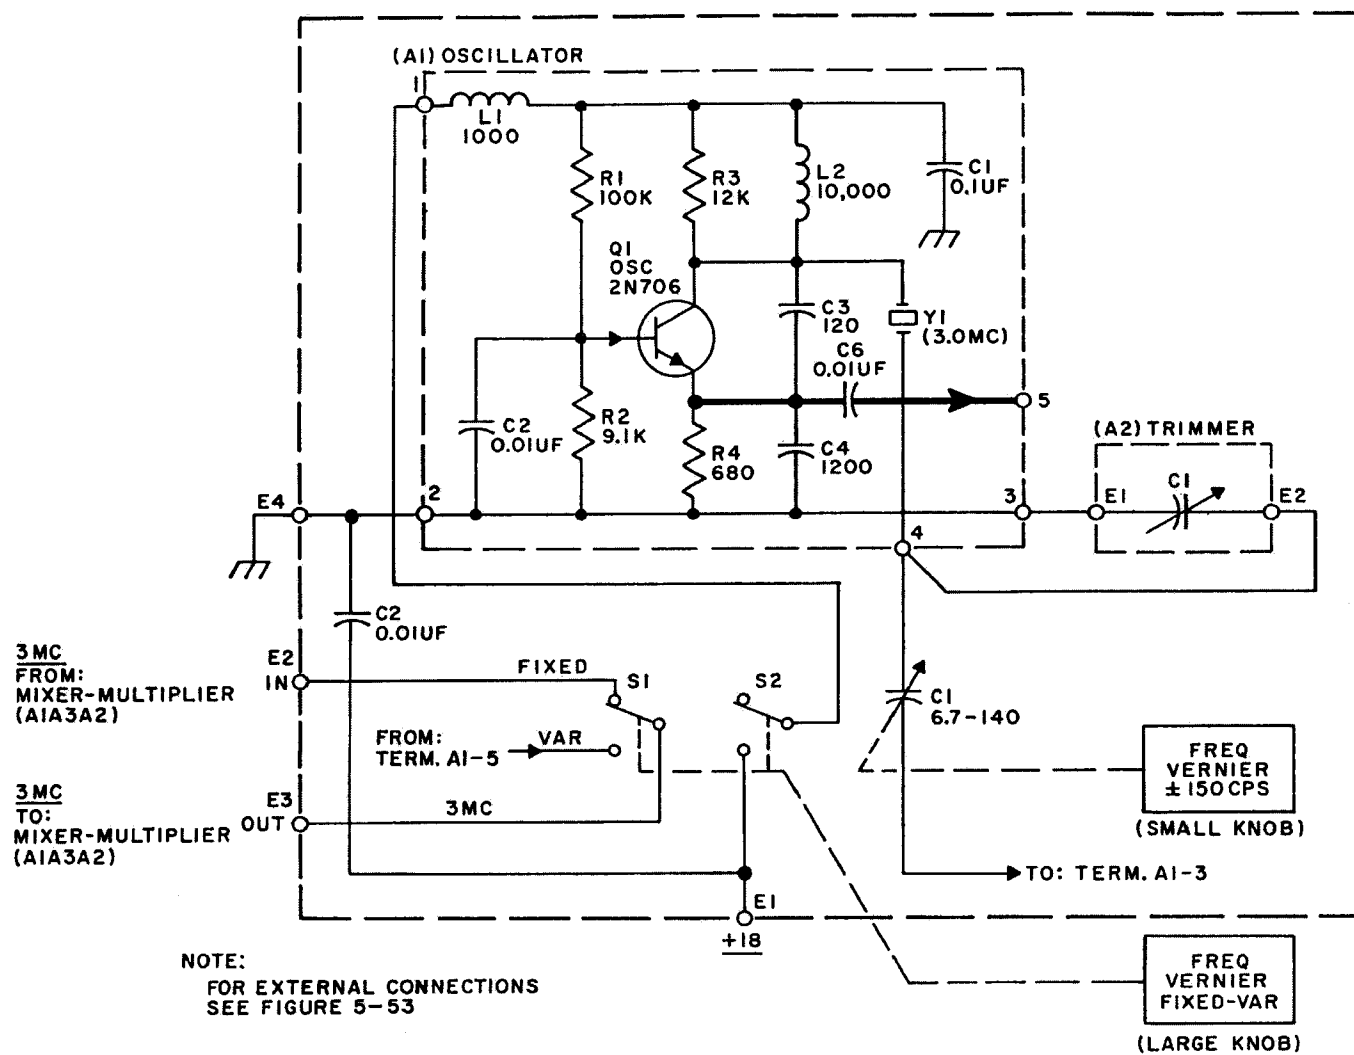 (A1) OSCILLATOR
1
L1
1000
R1
100K
R3
12K
L2
10,000
C1
0.1UF
Q1
OSC
2N706
C3
120
Y1
(3.0MC)
C6
0.01UF
5
C2
0.01UF
R2
9.1K
R4
680
C4
1200
(A2) TRIMMER
E4
2
3
E1
C1
E2
4
C2
0.01UF
3MC
FROM:
MIXER-MULTIPLIER
(A1A3A2)
E2
IN
FIXED
S1
S2
C1
6.7-140
FROM:
TERM. A1-5
VAR
FREQ
VERNIER
±150CPS
(SMALL KNOB)
3MC
TO:
MIXER-MULTIPLIER
(A1A3A2)
E3
OUT
3MC
TO: TERM. A1-3
E1
+18
NOTE:
FOR EXTERNAL CONNECTIONS
SEE FIGURE 5-53
FREQ
VERNIER
FIXED-VAR
(LARGE KNOB)